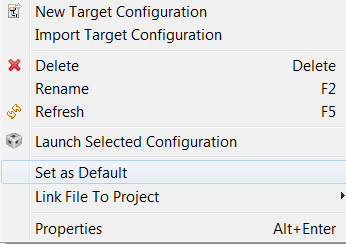 New Target Configuration
Import Target Configuration
Delete Delete
Rename F2
Refresh F5
Launch Selected Configuration
Set as Default
Link File To Project
Properties Alt+Enter